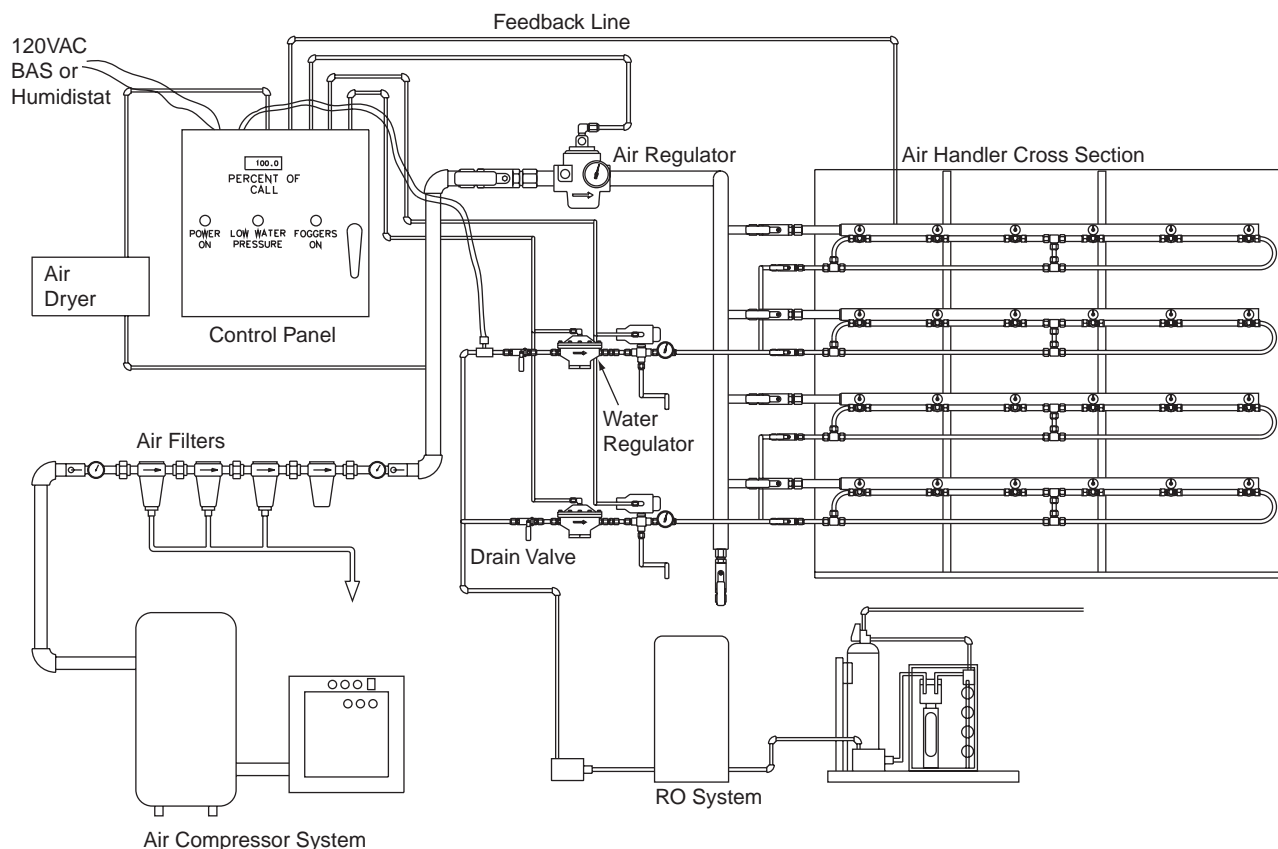 Feedback Line
120VAC
BAS or
Humidistat
100.0
PERCENT OF
CALL
POWER
ON
LOW WATER
PRESSURE
FOGGERS
ON
Air Regulator
Air Handler Cross Section
Air
Dryer
Control Panel
Water
Regulator
Air Filters
Drain Valve
RO System
Air Compressor System